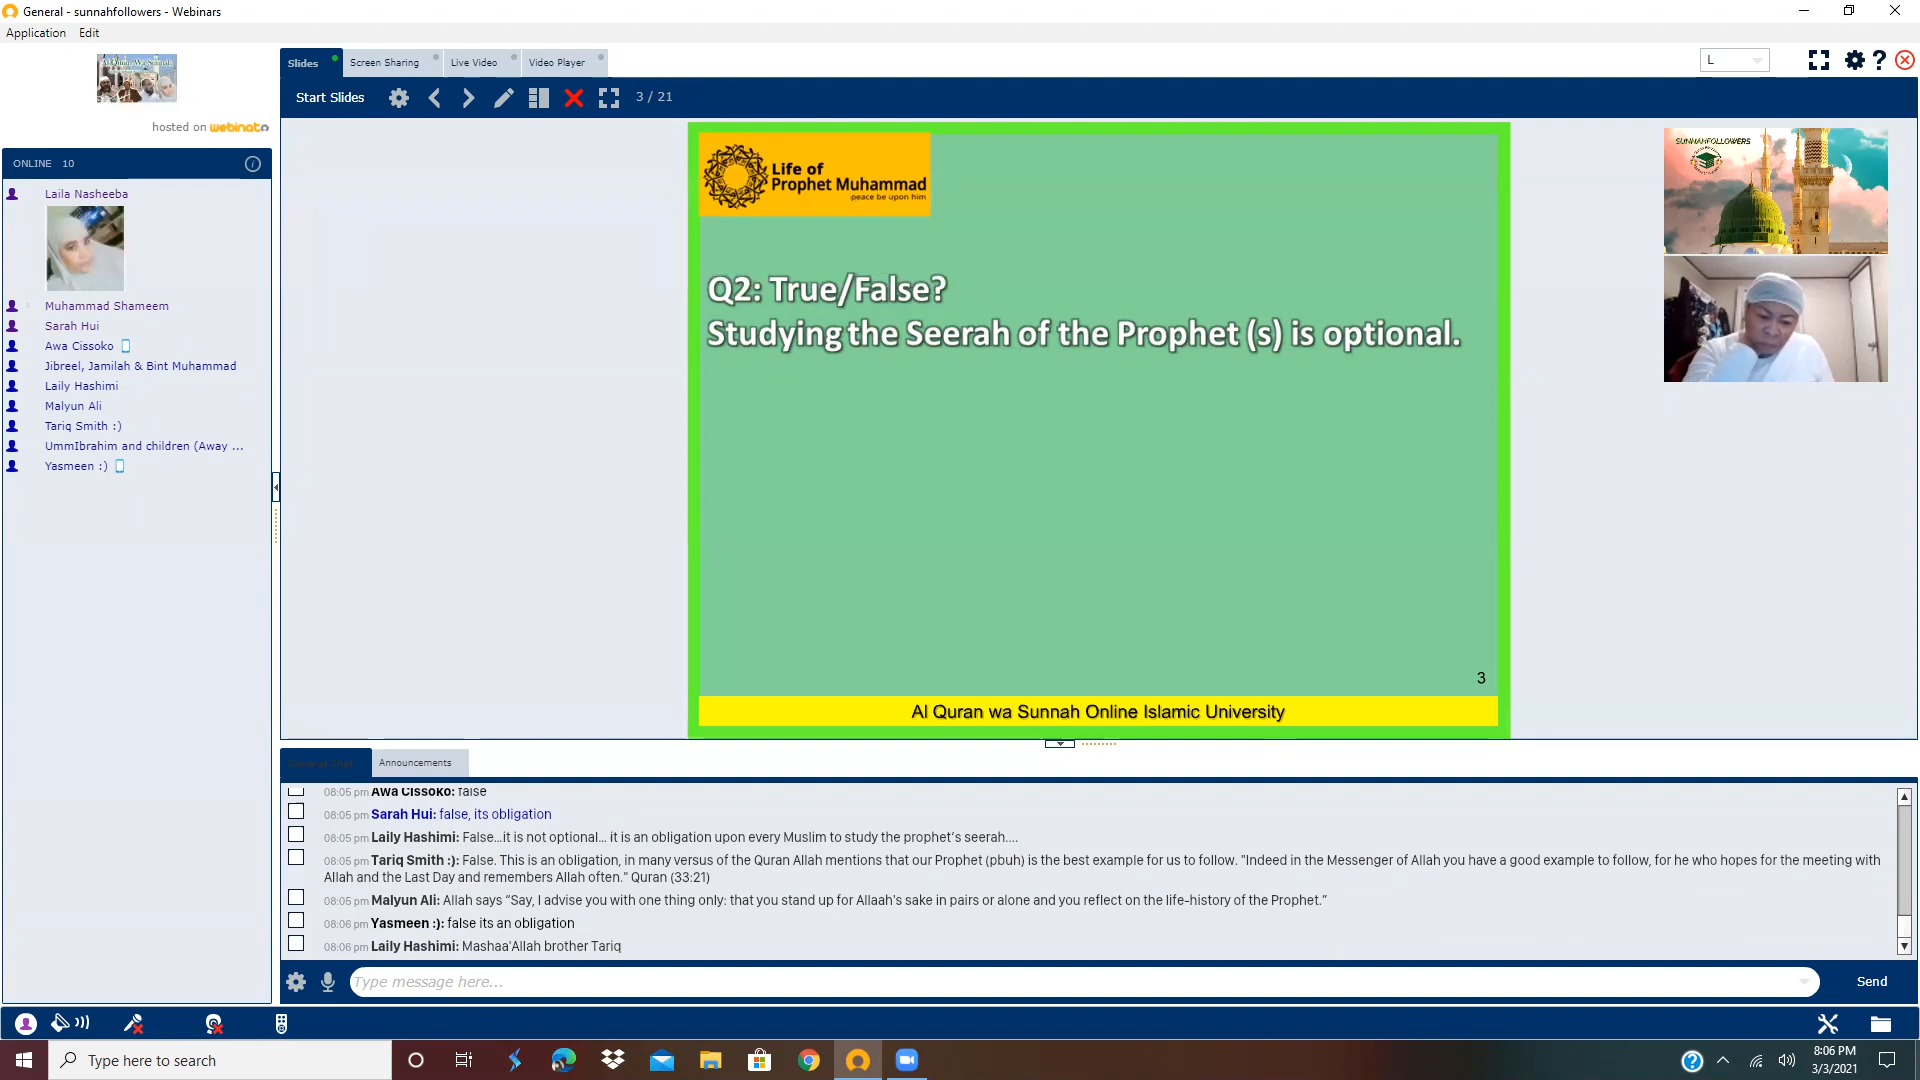 General - sunnahfollowers - Webinars
Application Edit
hosted on webinato
ONLINE 10
Laila Nasheeba
Muhammad Shameem
Sarah Hui
Awa Cissoko
Jibreel, Jamilah & Bint Muhammad
Laily Hashimi
Malyun Ali
Tariq Smith :)
UmmIbrahim and children (Away ...
Yasmeen :)
Slides Screen Sharing Live Video Video Player
L
Start Slides 3 / 21
Life of
Prophet Muhammad
peace be upon him
Q2: True/False?
Studying the Seerah of the Prophet (s) is optional.
3
Al Quran wa Sunnah Online Islamic University
SUNNAHFOLLOWERS
General Chat Announcements
08:05 pm Awa Cissoko: false
08:05 pm Sarah Hui: false, its obligation
08:05 pm Laily Hashimi: False...it is not optional... it is an obligation upon every Muslim to study the prophet's seerah....
08:05 pm Tariq Smith :): False. This is an obligation, in many versus of the Quran Allah mentions that our Prophet (pbuh) is the best example for us to follow. "Indeed in the Messenger of Allah you have a good example to follow, for he who hopes for the meeting with
Allah and the Last Day and remembers Allah often." Quran (33:21)
08:05 pm Malyun Ali: Allah says “Say, I advise you with one thing only: that you stand up for Allaah's sake in pairs or alone and you reflect on the life-history of the Prophet.”
08:06 pm Yasmeen :): false its an obligation
08:06 pm Laily Hashimi: Mashaa'Allah brother Tariq
Type message here...
Send
Type here to search
8:06 PM
3/3/2021